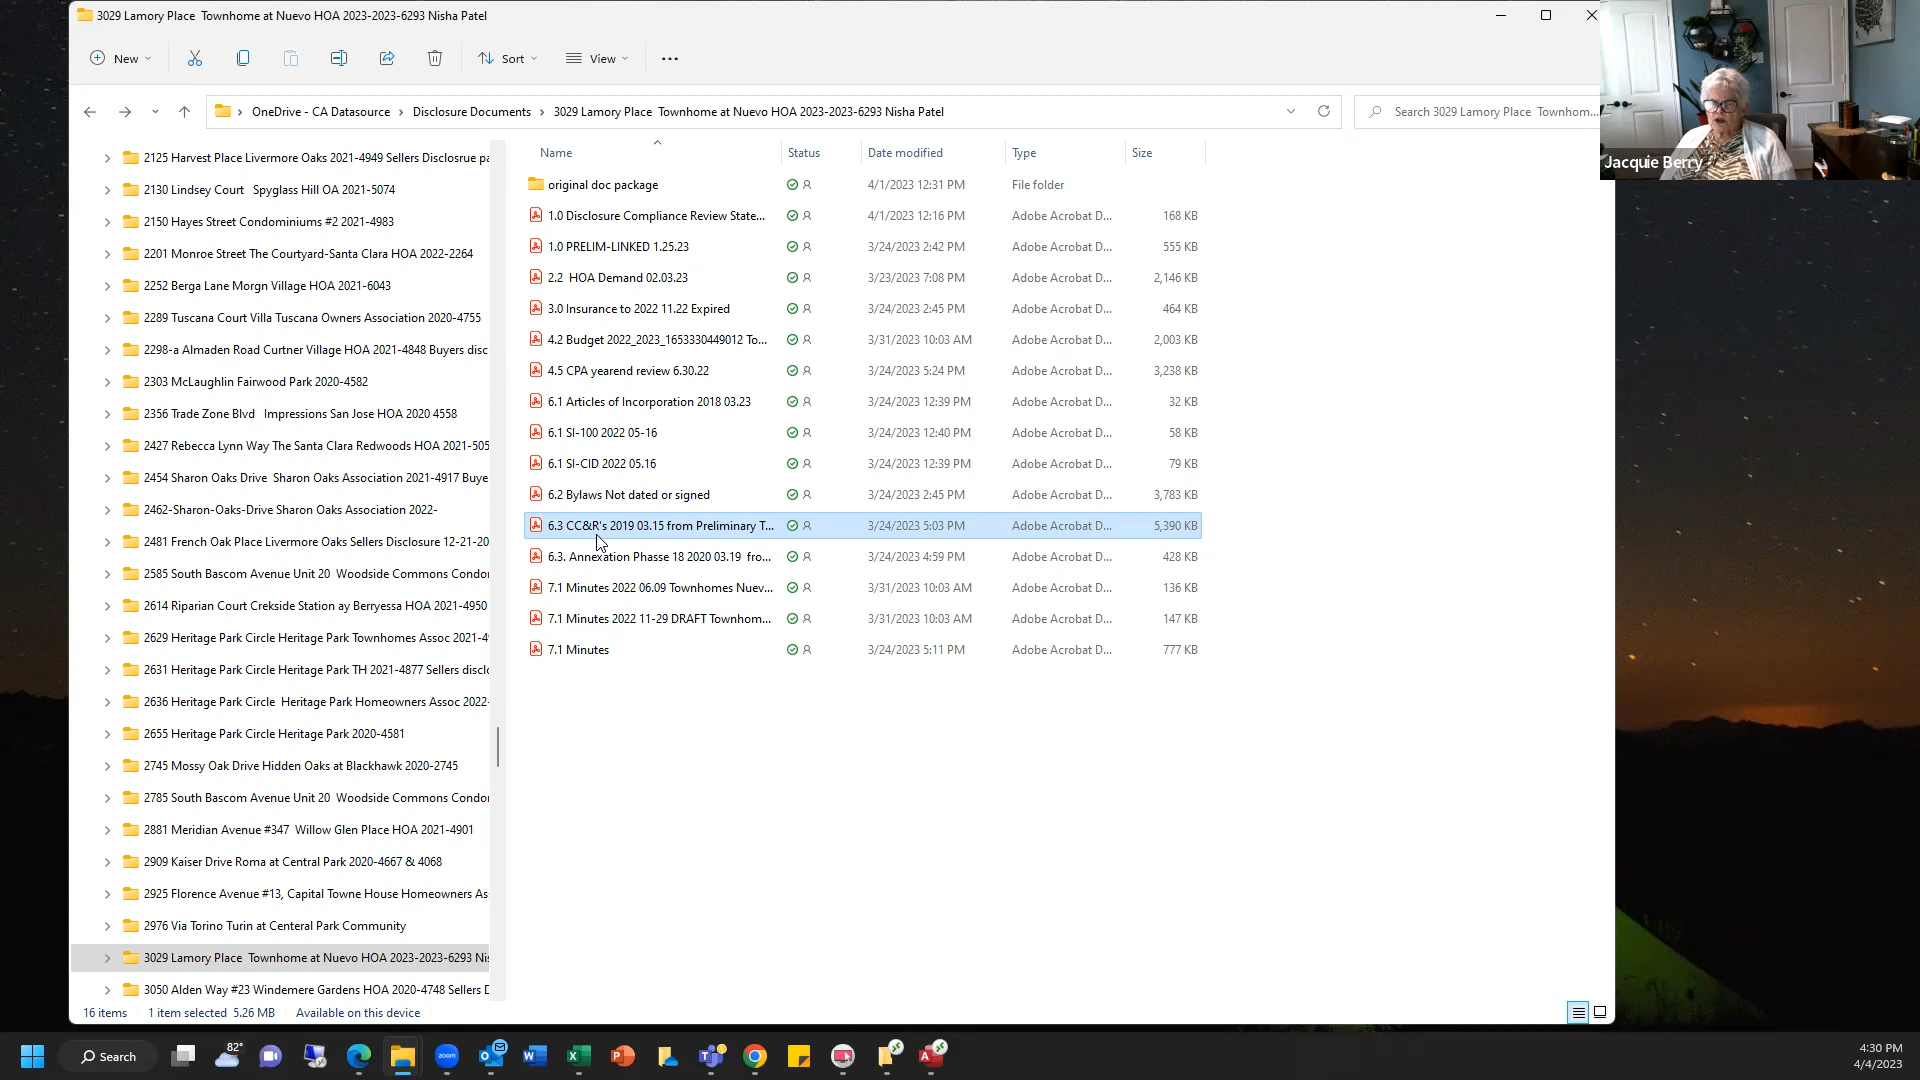 3029 Lamory Place  Townhome at Nuevo HOA 2023-2023-6293 Nisha Patel
New
Sort
View
OneDrive - CA Datasource
Disclosure Documents
3029 Lamory Place  Townhome at Nuevo HOA 2023-2023-6293 Nisha Patel
Search 3029 Lamory Place  Townhom...
Jacquie Berry
2125 Harvest Place Livermore Oaks 2021-4949 Sellers Disclosrue pa
2130 Lindsey Court  Spyglass Hill OA 2021-5074
2150 Hayes Street Condominiums #2 2021-4983
2201 Monroe Street The Courtyard-Santa Clara HOA 2022-2264
2252 Berga Lane Morgn Village HOA 2021-6043
2289 Tuscana Court Villa Tuscana Owners Association 2020-4755
2298-a Almaden Road Curtner Village HOA 2021-4848 Buyers disc
2303 McLaughlin Fairwood Park 2020-4582
2356 Trade Zone Blvd  Impressions San Jose HOA 2020 4558
2427 Rebecca Lynn Way The Santa Clara Redwoods HOA 2021-505
2454 Sharon Oaks Drive  Sharon Oaks Association 2021-4917 Buye
2462-Sharon-Oaks-Drive Sharon Oaks Association 2022-
2481 French Oak Place Livermore Oaks Sellers Disclosure 12-21-20
2585 South Bascom Avenue Unit 20  Woodside Commons Condor
2614 Riparian Court Crekside Station ay Berryessa HOA 2021-4950
2629 Heritage Park Circle Heritage Park Townhomes Assoc 2021-4
2631 Heritage Park Circle Heritage Park TH 2021-4877 Sellers disclo
2636 Heritage Park Circle  Heritage Park Homeowners Assoc 2022-
2655 Heritage Park Circle Heritage Park 2020-4581
2745 Mossy Oak Drive Hidden Oaks at Blackhawk 2020-2745
2785 South Bascom Avenue Unit 20  Woodside Commons Condor
2881 Meridian Avenue #347  Willow Glen Place HOA 2021-4901
2909 Kaiser Drive Roma at Central Park 2020-4667 & 4068
2925 Florence Avenue #13, Capital Towne House Homeowners As
2976 Via Torino Turin at Centeral Park Community
3029 Lamory Place  Townhome at Nuevo HOA 2023-2023-6293 Nis
3050 Alden Way #23 Windemere Gardens HOA 2020-4748 Sellers D
Name Status Date modified Type Size
original doc package 4/1/2023 12:31 PM File folder
1.0 Disclosure Compliance Review State... 4/1/2023 12:16 PM Adobe Acrobat D... 168 KB
1.0 PRELIM-LINKED 1.25.23 3/24/2023 2:42 PM Adobe Acrobat D... 555 KB
2.2  HOA Demand 02.03.23 3/23/2023 7:08 PM Adobe Acrobat D... 2,146 KB
3.0 Insurance to 2022 11.22 Expired 3/24/2023 2:45 PM Adobe Acrobat D... 464 KB
4.2 Budget 2022_2023_1653330449012 To... 3/31/2023 10:03 AM Adobe Acrobat D... 2,003 KB
4.5 CPA yearend review 6.30.22 3/24/2023 5:24 PM Adobe Acrobat D... 3,238 KB
6.1 Articles of Incorporation 2018 03.23 3/24/2023 12:39 PM Adobe Acrobat D... 32 KB
6.1 SI-100 2022 05-16 3/24/2023 12:40 PM Adobe Acrobat D... 58 KB
6.1 SI-CID 2022 05.16 3/24/2023 12:39 PM Adobe Acrobat D... 79 KB
6.2 Bylaws Not dated or signed 3/24/2023 2:45 PM Adobe Acrobat D... 3,783 KB
6.3 CC&R's 2019 03.15 from Preliminary T... 3/24/2023 5:03 PM Adobe Acrobat D... 5,390 KB
6.3. Annexation Phasse 18 2020 03.19  fro... 3/24/2023 4:59 PM Adobe Acrobat D... 428 KB
7.1 Minutes 2022 06.09 Townhomes Nuev... 3/31/2023 10:03 AM Adobe Acrobat D... 136 KB
7.1 Minutes 2022 11-29 DRAFT Townhom... 3/31/2023 10:03 AM Adobe Acrobat D... 147 KB
7.1 Minutes 3/24/2023 5:11 PM Adobe Acrobat D... 777 KB
16 items 1 item selected  5.26 MB Available on this device
Search
82°
zoom
4:30 PM
4/4/2023